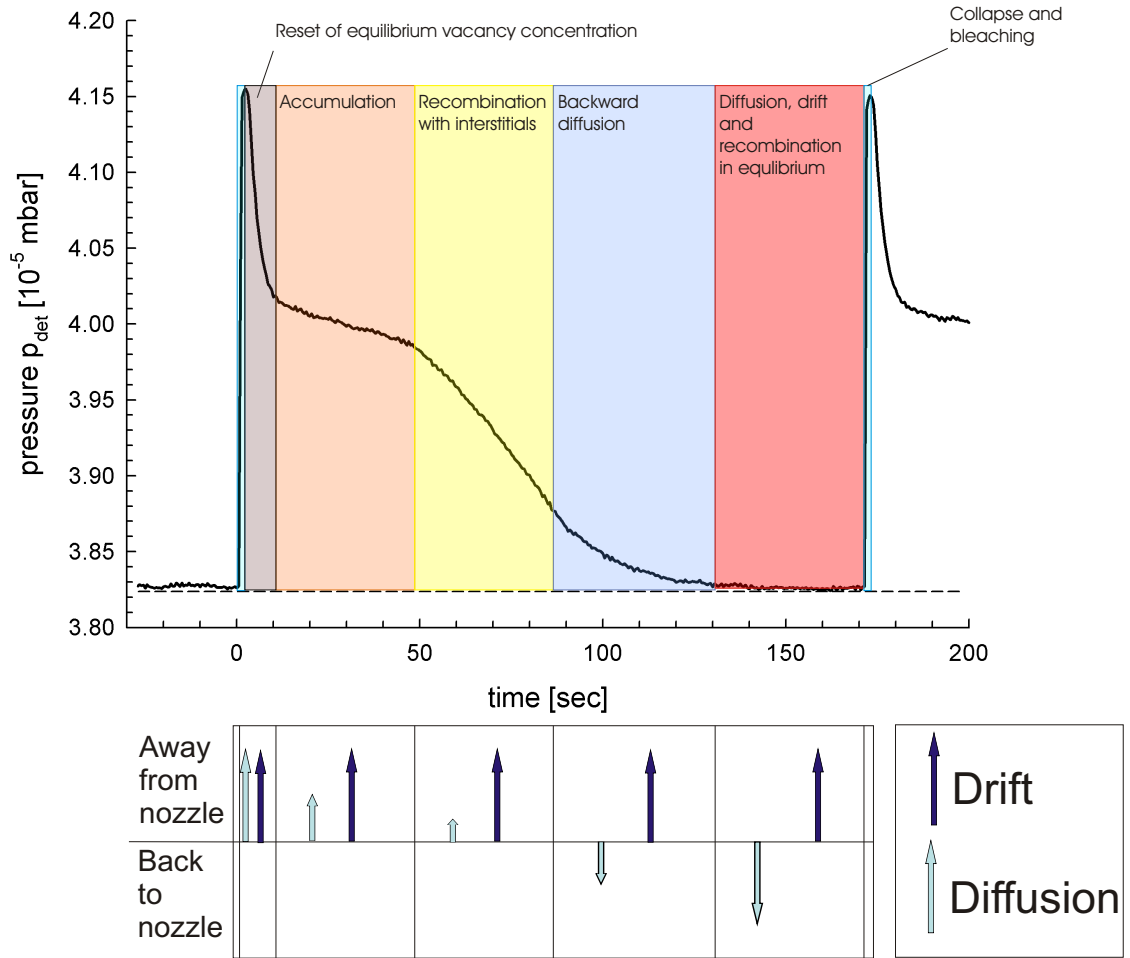 Reset of equilibrium vacancy concentration
Collapse and
bleaching
4.20
4.15
4.10
4.05
4.00
3.95
3.90
3.85
3.80
pressure p_det [10^-5 mbar]
Accumulation
Recombination
with interstitials
Backward
diffusion
Diffusion, drift
and
recombination
in equlibrium
0
50
100
150
200
time [sec]
Away
from
nozzle
Back
to
nozzle
Drift
Diffusion